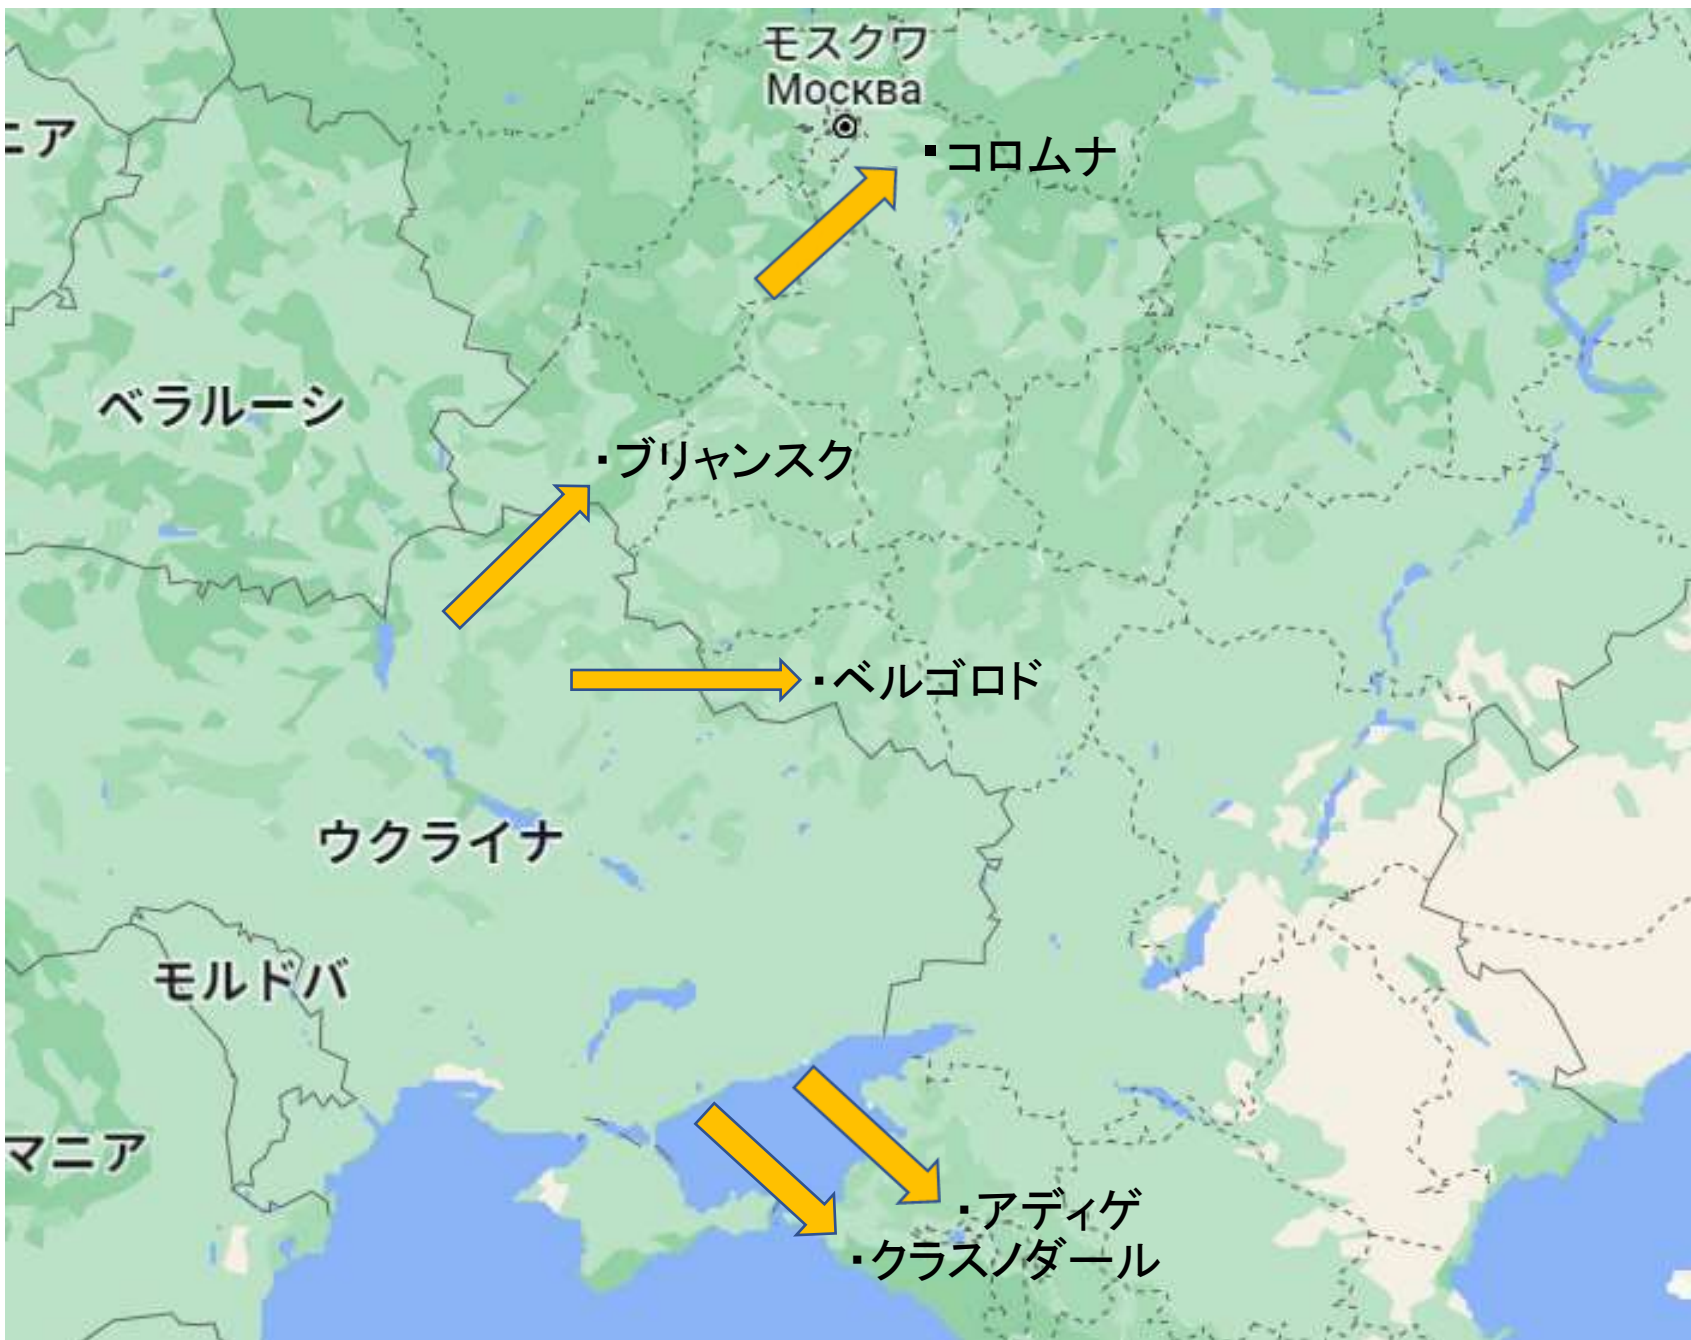 モスクワ
Москва
ニア
▪コロムナ
ベラルーシ
・ブリャンスク
・ベルゴロド
ウクライナ
モルドバ
マニア
・アディゲ
・クラスノダール